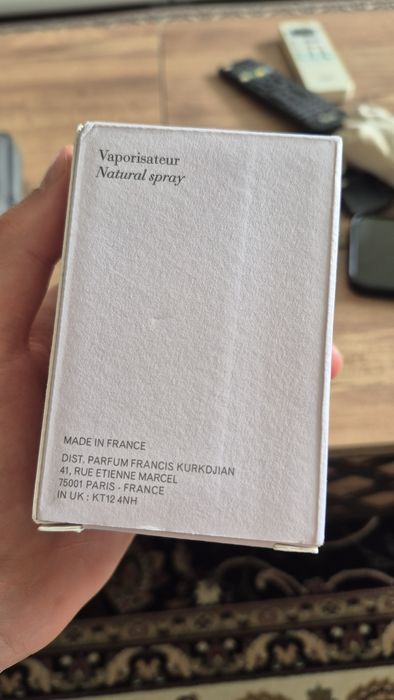 Vaporisateur
Natural spray
MADE IN FRANCE
DIST. PARFUM FRANCIS KURKDJIAN
41, RUE ETIENNE MARCEL
75001 PARIS - FRANCE
IN UK : KT12 4NH